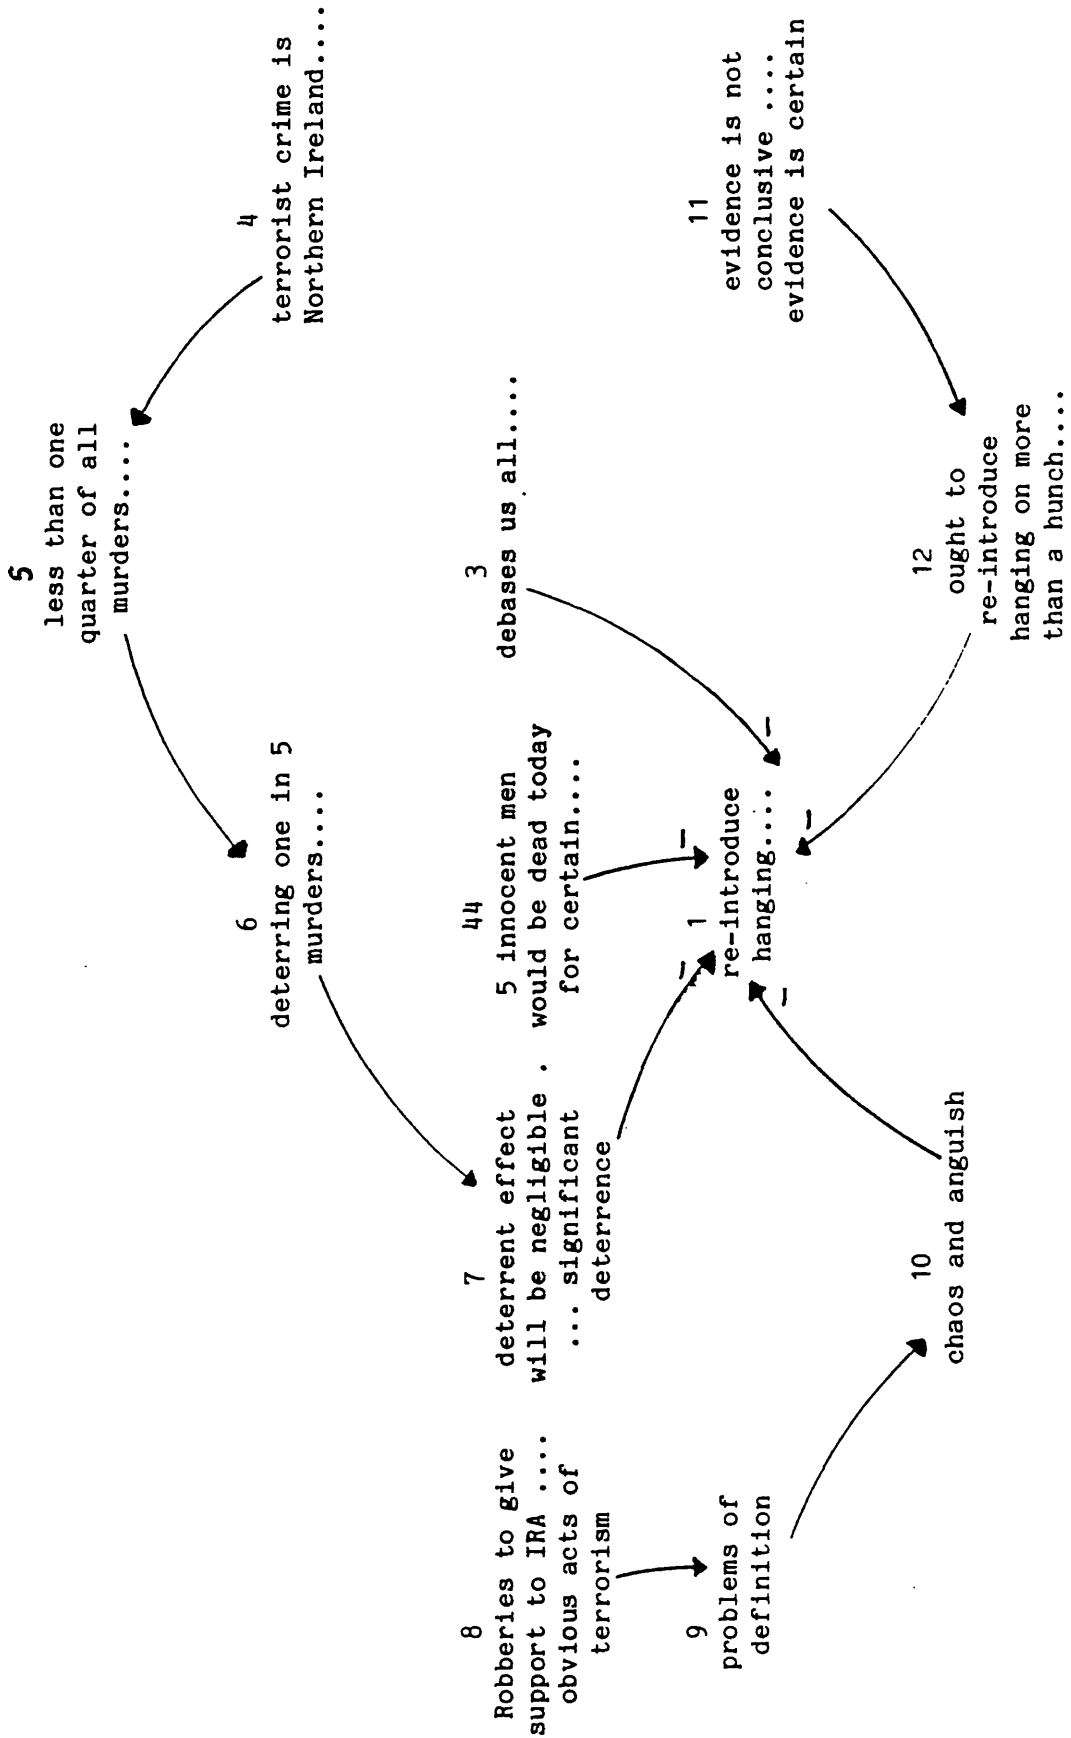 5
less than one
quarter of all
murders....
6
deterring one in 5
murders....
4
terrorist crime is
Northern Ireland....
8
Robberies to give
support to IRA ....
obvious acts of
terrorism
7
deterrent effect
will be negligible .
... significant
deterrence
44
5 innocent men
. would be dead today
for certain....
3
debases us all....
9
problems of
definition
1
re-introduce
hanging....
-
-
-
-
-
11
evidence is not
conclusive ....
evidence is certain
10
chaos and anguish
12
ought to
re-introduce
hanging on more
than a hunch....